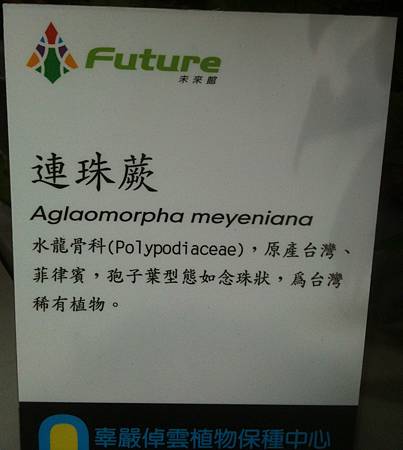 Future
未來館
連珠蕨
Aglaomorpha meyeniana
水龍骨科(Polypodiaceae)，原產台灣、
菲律賓，孢子葉型態如念珠狀，為台灣
稀有植物。
辜嚴倬雲植物保種中心